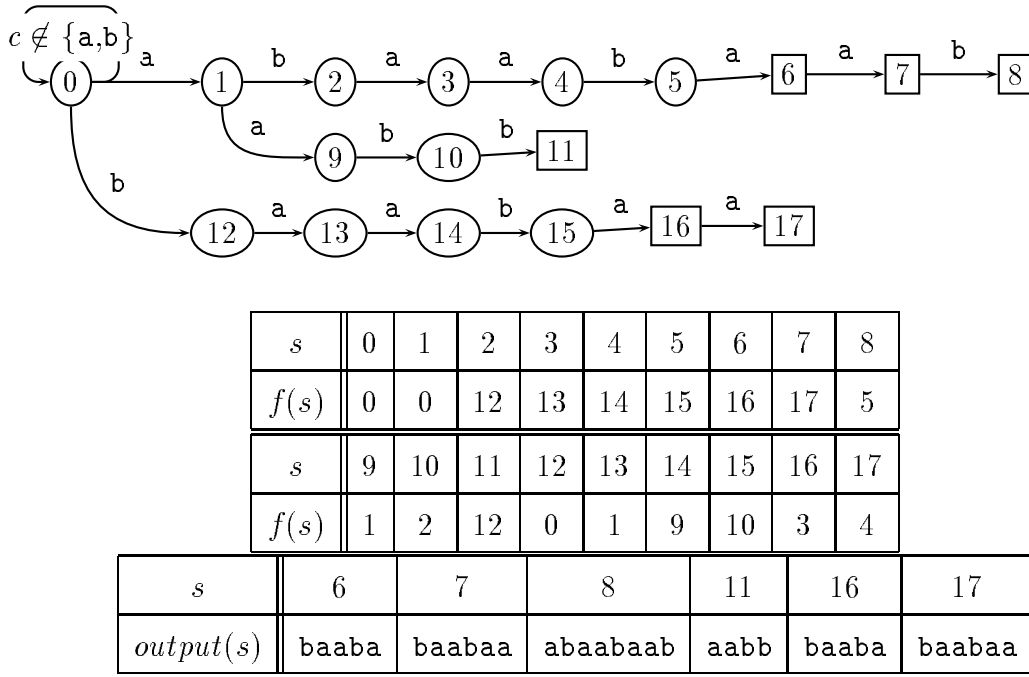 c ∉ {a,b}
a b a a b a a b
0 1 2 3 4 5 6 7 8
a b b
9 10 11
b a a b a a
12 13 14 15 16 17
s 0 1 2 3 4 5 6 7 8
f(s) 0 0 12 13 14 15 16 17 5
s 9 10 11 12 13 14 15 16 17
f(s) 1 2 12 0 1 9 10 3 4
s 6 7 8 11 16 17
output(s) baaba baabaa abaabaab aabb baaba baabaa